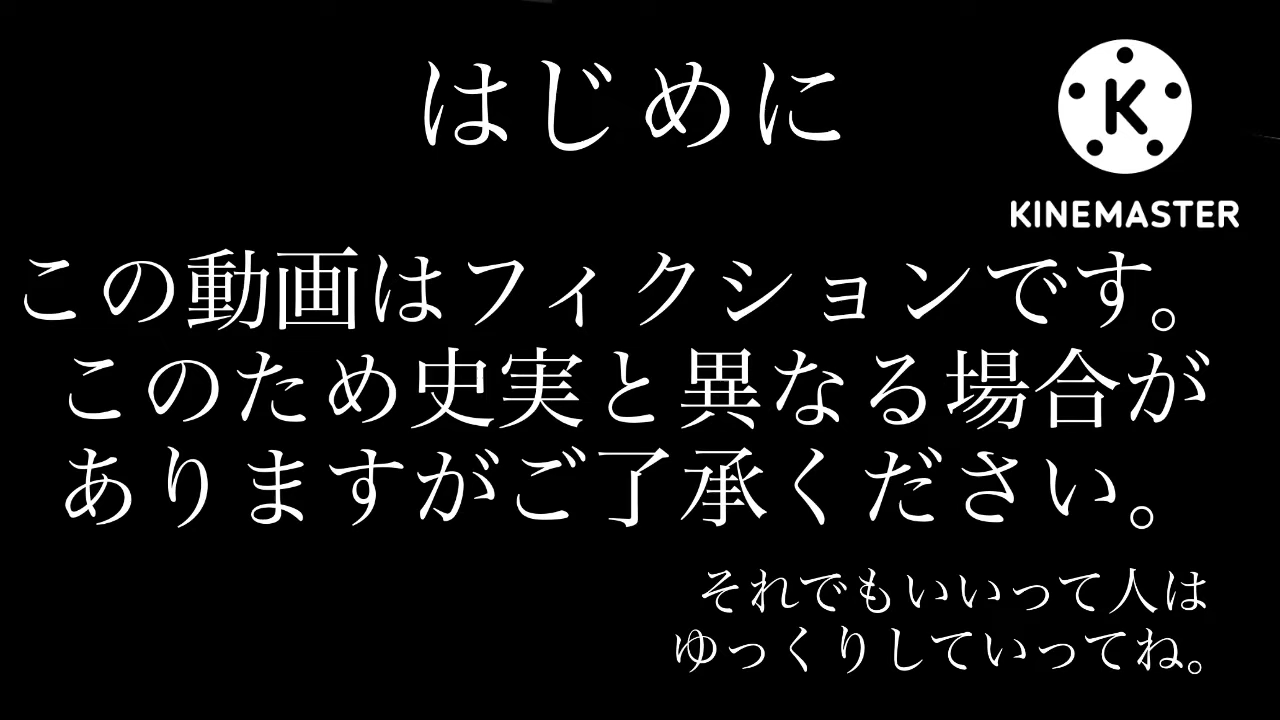 はじめに
KINEMASTER
この動画はフィクションです。
このため史実と異なる場合が
ありますがご了承ください。
それでもいいって人は
ゆっくりしていってね。